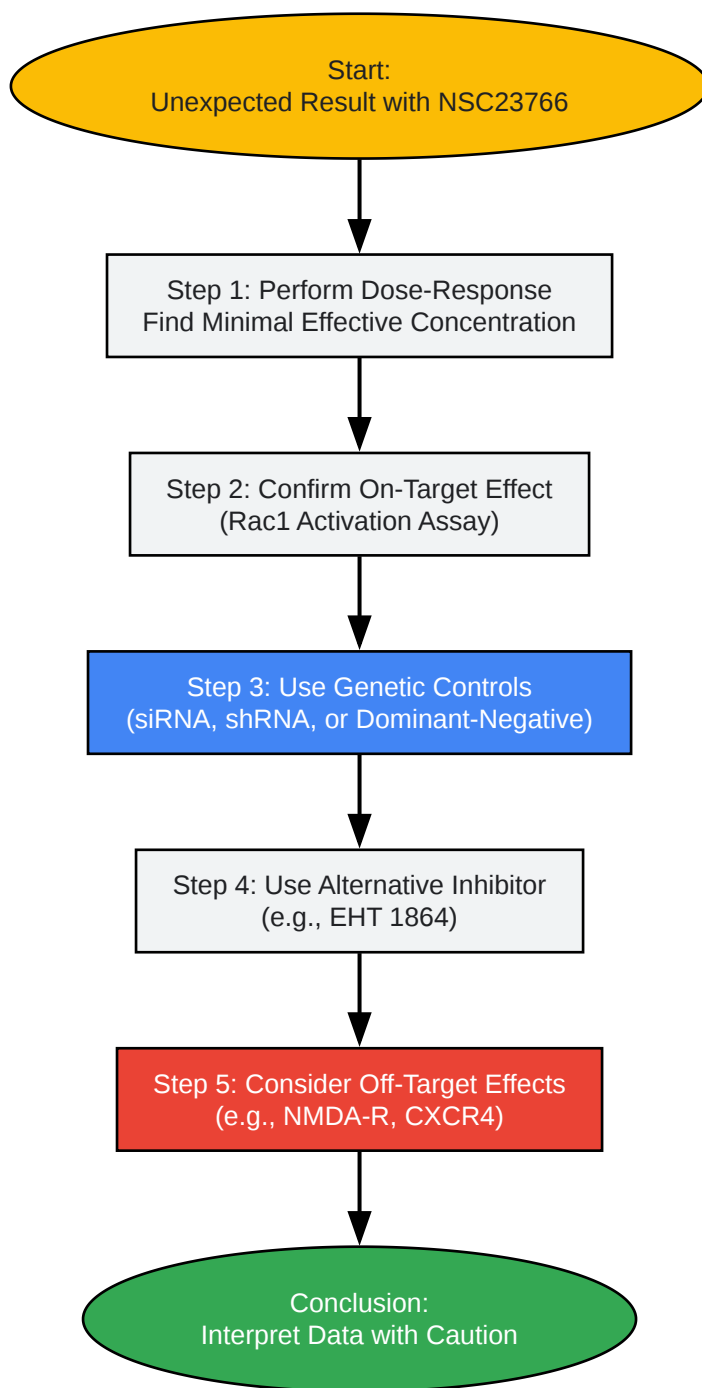 Start:
Unexpected Result with NSC23766
Step 1: Perform Dose-Response
Find Minimal Effective Concentration
Step 2: Confirm On-Target Effect
(Rac1 Activation Assay)
Step 3: Use Genetic Controls
(siRNA, shRNA, or Dominant-Negative)
Step 4: Use Alternative Inhibitor
(e.g., EHT 1864)
Step 5: Consider Off-Target Effects
(e.g., NMDA-R, CXCR4)
Conclusion:
Interpret Data with Caution